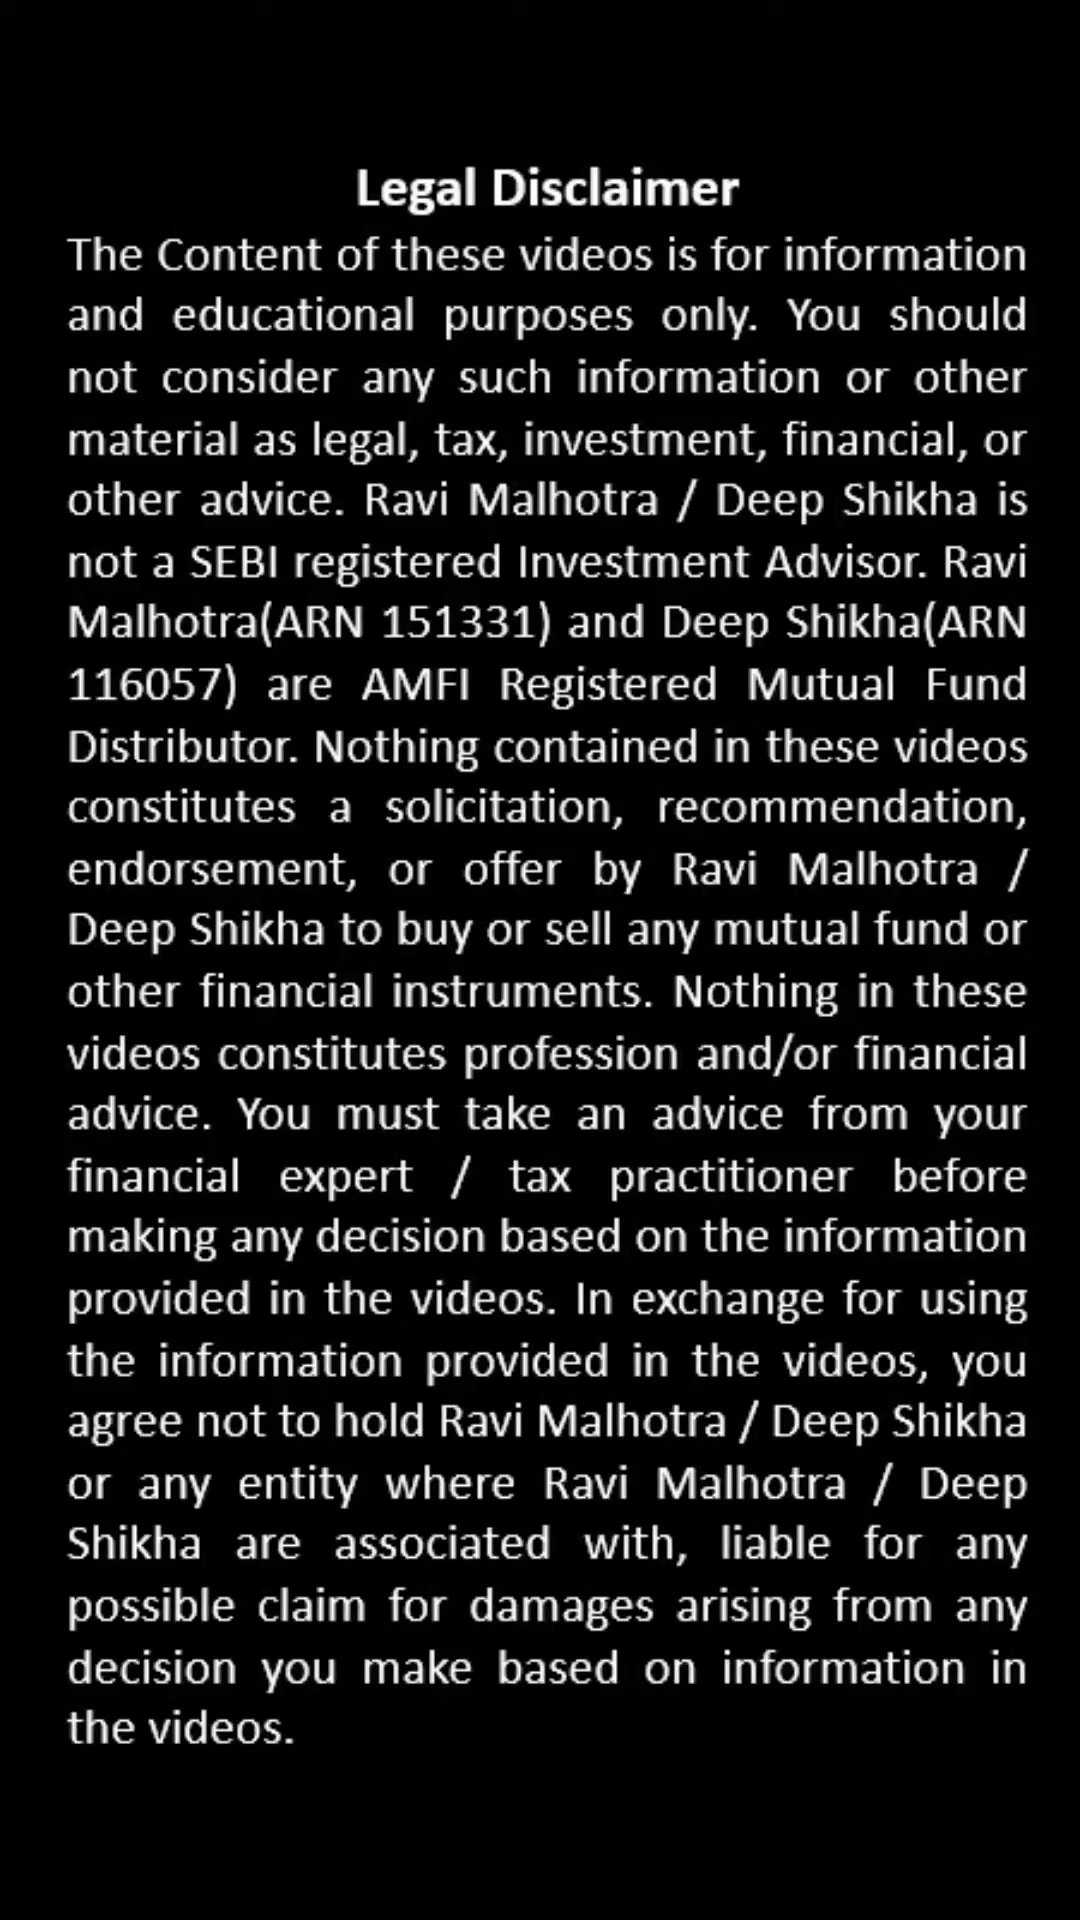 Legal Disclaimer
The Content of these videos is for information
and educational purposes only. You should
not consider any such information or other
material as legal, tax, investment, financial, or
other advice. Ravi Malhotra / Deep Shikha is
not a SEBI registered Investment Advisor. Ravi
Malhotra(ARN 151331) and Deep Shikha(ARN
116057) are AMFI Registered Mutual Fund
Distributor. Nothing contained in these videos
constitutes a solicitation, recommendation,
endorsement, or offer by Ravi Malhotra /
Deep Shikha to buy or sell any mutual fund or
other financial instruments. Nothing in these
videos constitutes profession and/or financial
advice. You must take an advice from your
financial expert / tax practitioner before
making any decision based on the information
provided in the videos. In exchange for using
the information provided in the videos, you
agree not to hold Ravi Malhotra / Deep Shikha
or any entity where Ravi Malhotra / Deep
Shikha are associated with, liable for any
possible claim for damages arising from any
decision you make based on information in
the videos.